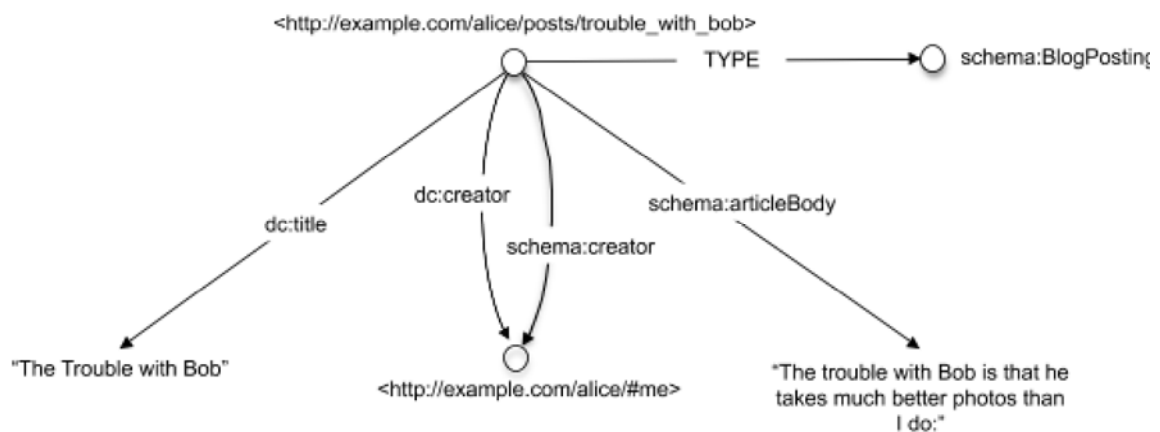 <http://example.com/alice/posts/trouble_with_bob>
TYPE
schema:BlogPosting
dc:title
dc:creator
schema:creator
schema:articleBody
"The Trouble with Bob”
<http://example.com/alice/#me>
"The trouble with Bob is that he
takes much better photos than
I do:"